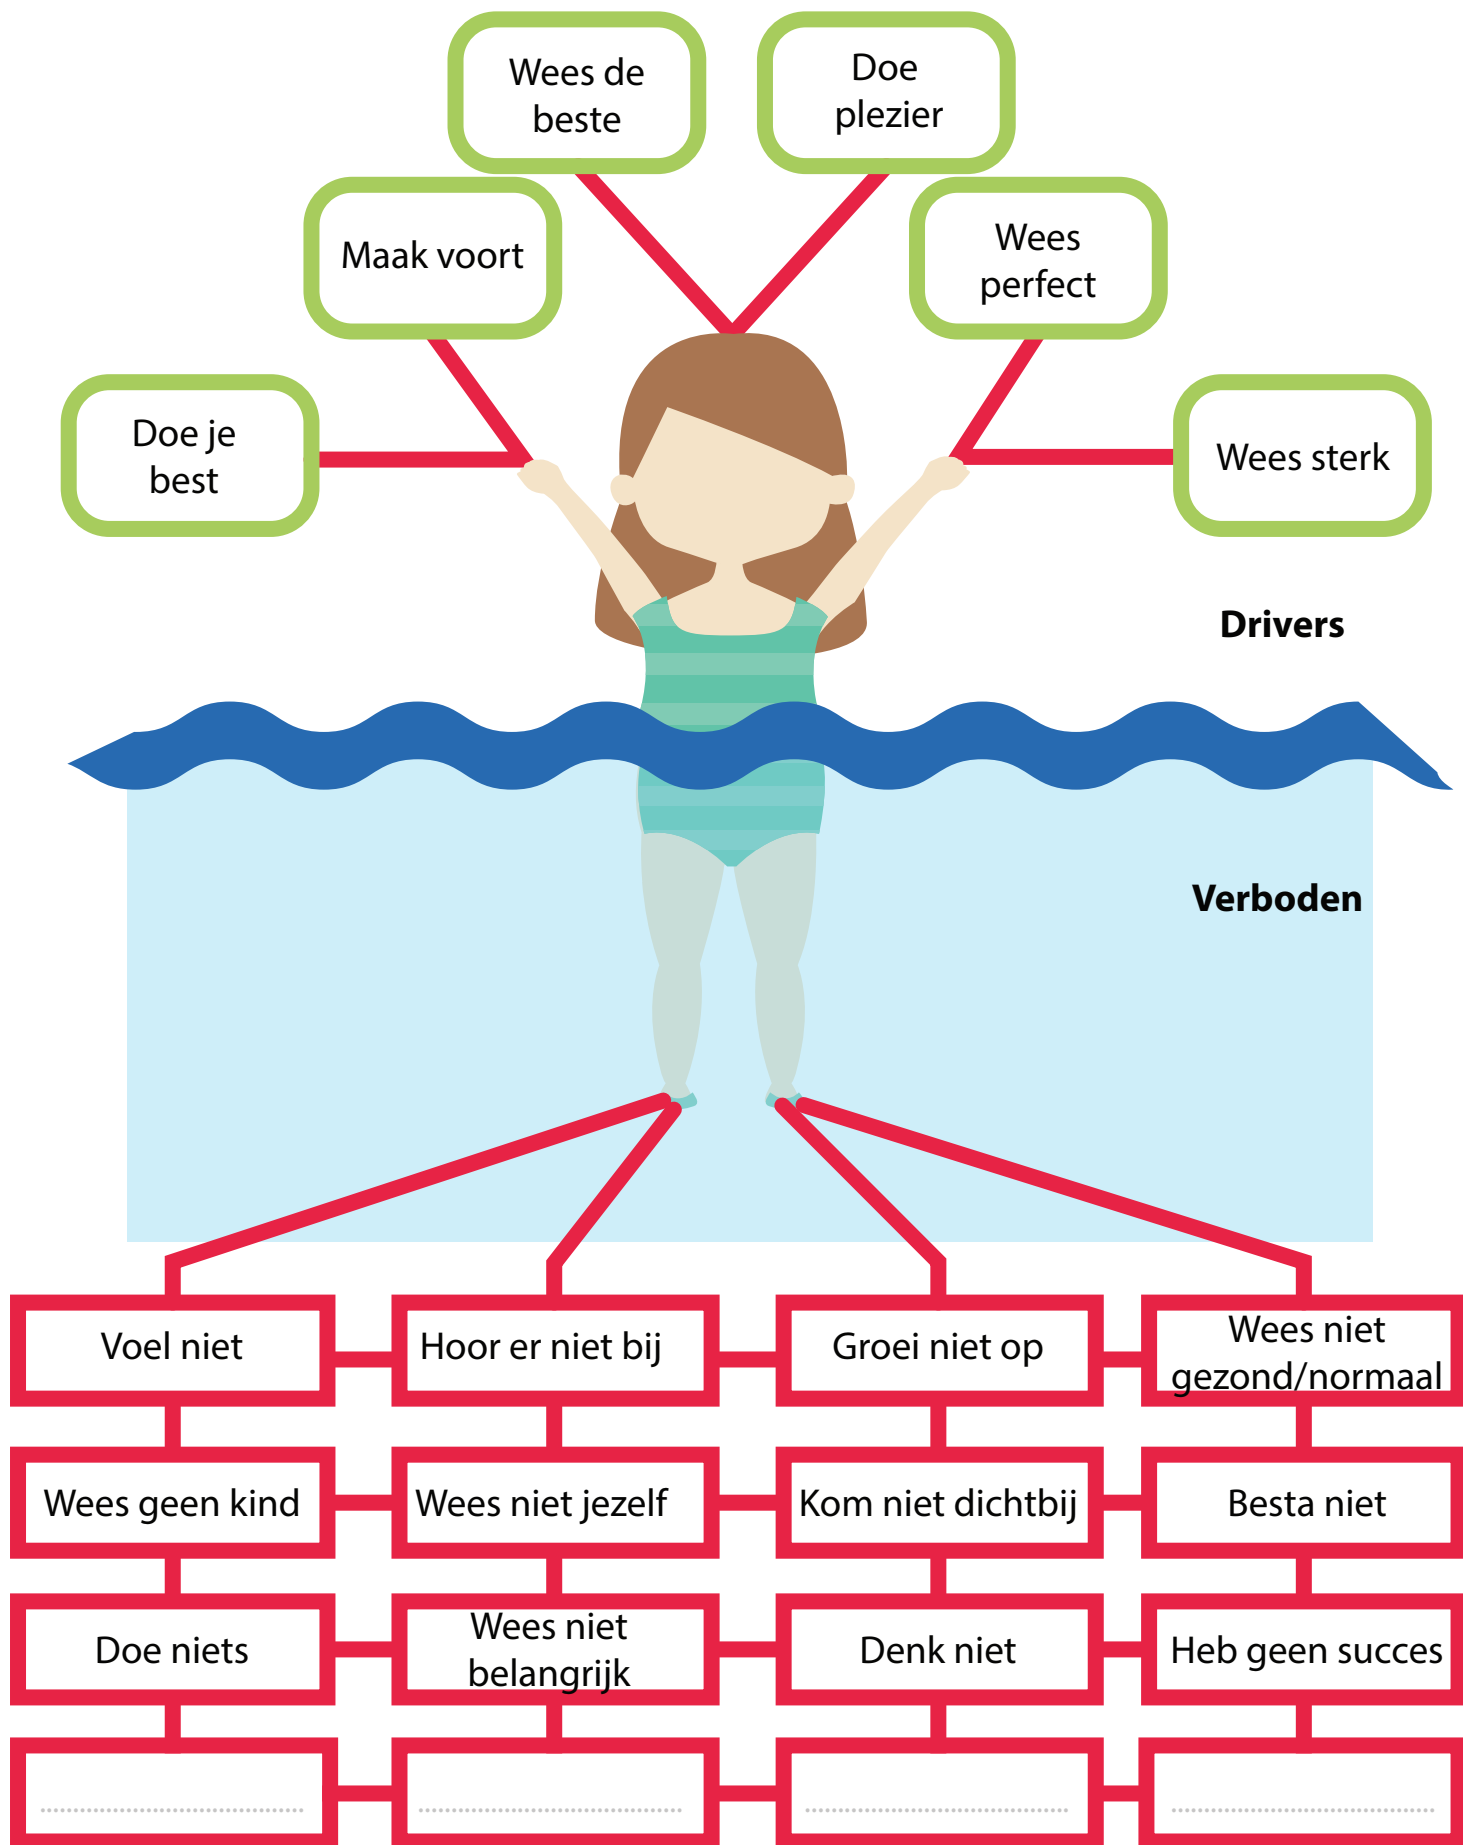 Wees de
beste
Doe
plezier
Maak voort
Wees
perfect
Doe je
best
Wees sterk
Drivers
Verboden
Voel niet
Hoor er niet bij
Groei niet op
Wees niet
gezond/normaal
Wees geen kind
Wees niet jezelf
Kom niet dichtbij
Besta niet
Doe niets
Wees niet
belangrijk
Denk niet
Heb geen succes